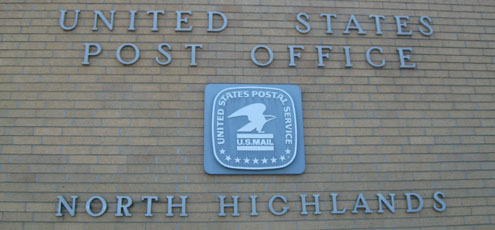 UNITED STATES
POST OFFICE
UNITED STATES POSTAL SERVICE
U.S.MAIL
NORTH HIGHLANDS